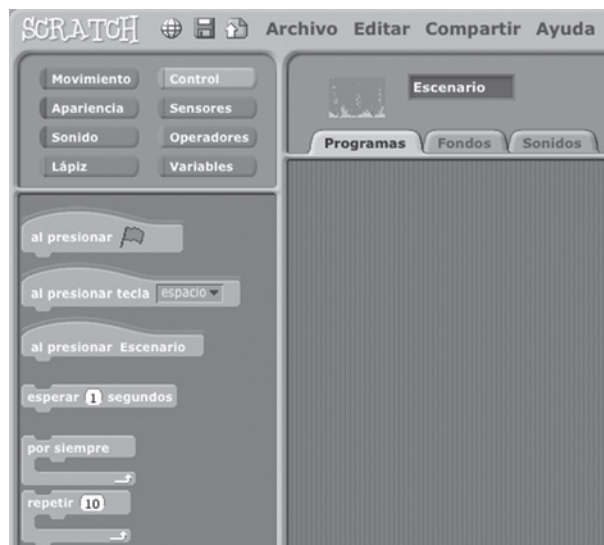 SCRATCH Archivo Editar Compartir Ayuda
Movimiento Control
Apariencia Sensores
Sonido Operadores
Lápiz Variables
Escenario
Programas Fondos Sonidos
al presionar
al presionar tecla espacio
al presionar Escenario
esperar 1 segundos
por siempre
repetir 10